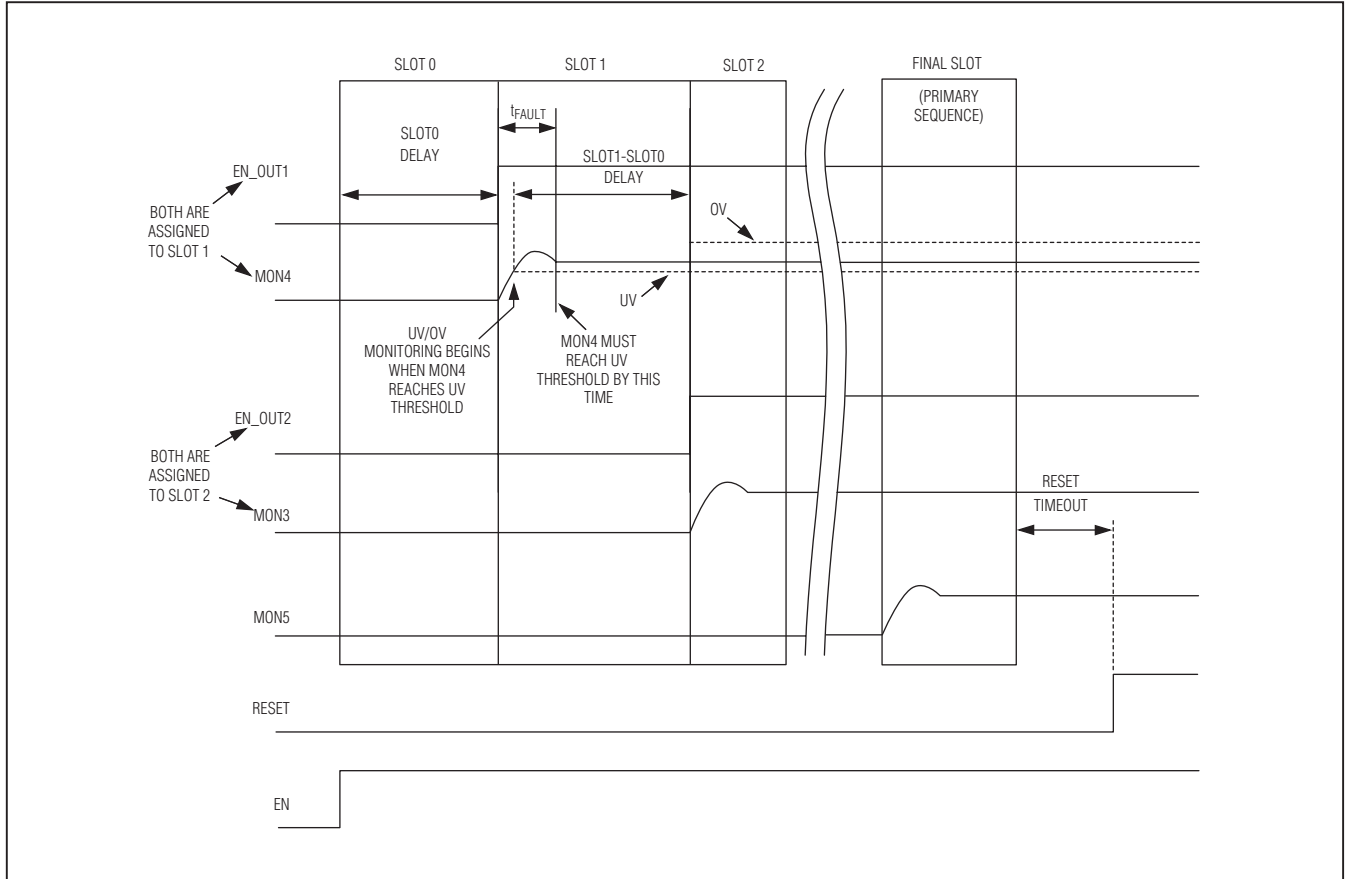 SLOT 0
SLOT 1
SLOT 2
FINAL SLOT
(PRIMARY
SEQUENCE)
tFAULT
SLOT0
DELAY
SLOT1-SLOT0
DELAY
EN_OUT1
BOTH ARE
ASSIGNED
TO SLOT 1
MON4
OV
UV
UV/OV
MONITORING BEGINS
WHEN MON4
REACHES UV
THRESHOLD
MON4 MUST
REACH UV
THRESHOLD BY THIS
TIME
EN_OUT2
BOTH ARE
ASSIGNED
TO SLOT 2
MON3
RESET
TIMEOUT
MON5
RESET
EN